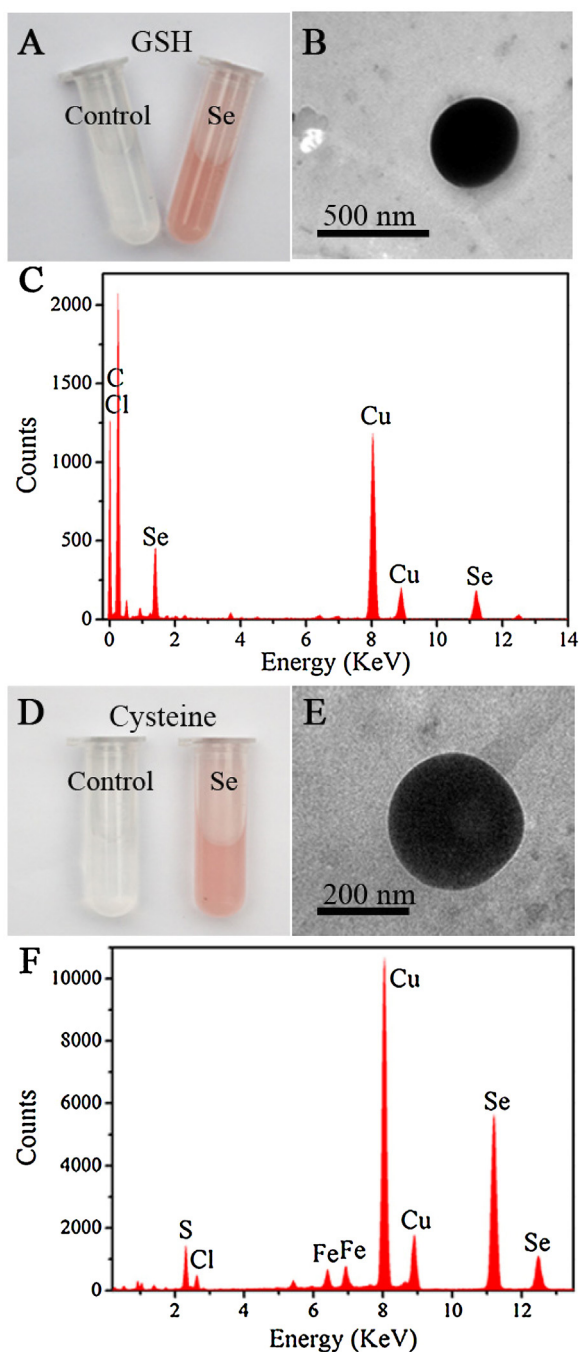 A GSH
Control Se
B
500 nm
C
2000
1500
1000
500
0
Counts
C
Cl
Se
Cu
Cu
Se
0 2 4 6 8 10 12 14
Energy (KeV)
D Cysteine
Control Se
E
200 nm
F
10000
8000
6000
4000
2000
0
Counts
S
Cl
Fe Fe
Cu
Cu
Se
Se
2 4 6 8 10 12
Energy (KeV)